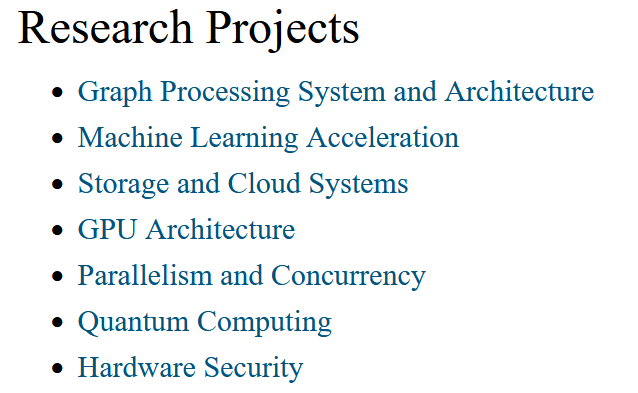 Research Projects
Graph Processing System and Architecture
Machine Learning Acceleration
Storage and Cloud Systems
GPU Architecture
Parallelism and Concurrency
Quantum Computing
Hardware Security